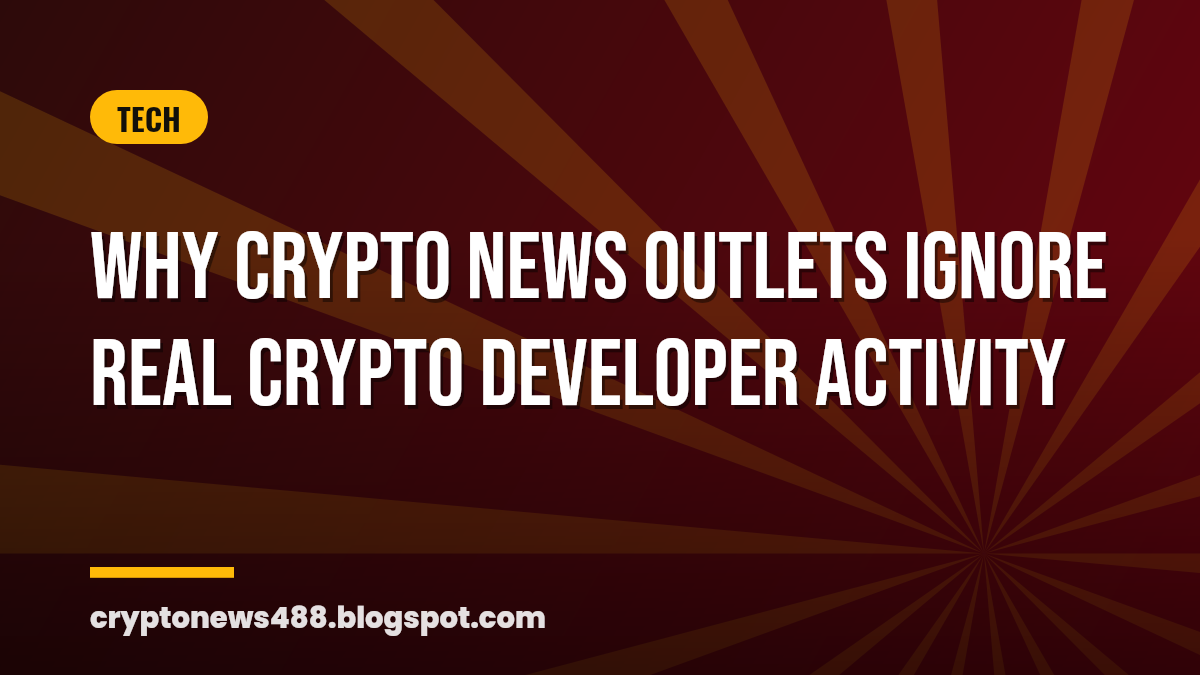 TECH
WHY CRYPTO NEWS OUTLETS IGNORE
REAL CRYPTO DEVELOPER ACTIVITY
cryptonews488.blogspot.com